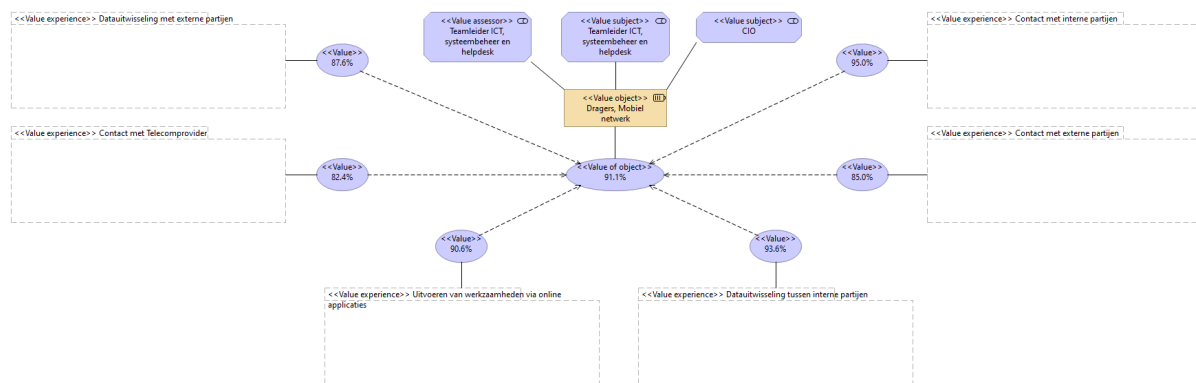 <<Value experience>> Datauitwisseling met externe partijen
<<Value assessor>>
Teamleider ICT,
systeembeheer en
helpdesk
<<Value subject>>
Teamleider ICT,
systeembeheer en
helpdesk
<<Value subject>>
CIO
<<Value experience>> Contact met interne partijen
<<Value>>
87.6%
<<Value>>
95.0%
<<Value object>>
Dragers, Mobiel
netwerk
<<Value experience>> Contact met Telecomprovider
<<Value experience>> Contact met externe partijen
<<Value>>
82.4%
<<Value of object>>
91.1%
<<Value>>
85.0%
<<Value>>
90.6%
<<Value>>
93.6%
<<Value experience>> Uitvoeren van werkzaamheden via online
applicaties
<<Value experience>> Datauitwisseling tussen interne partijen